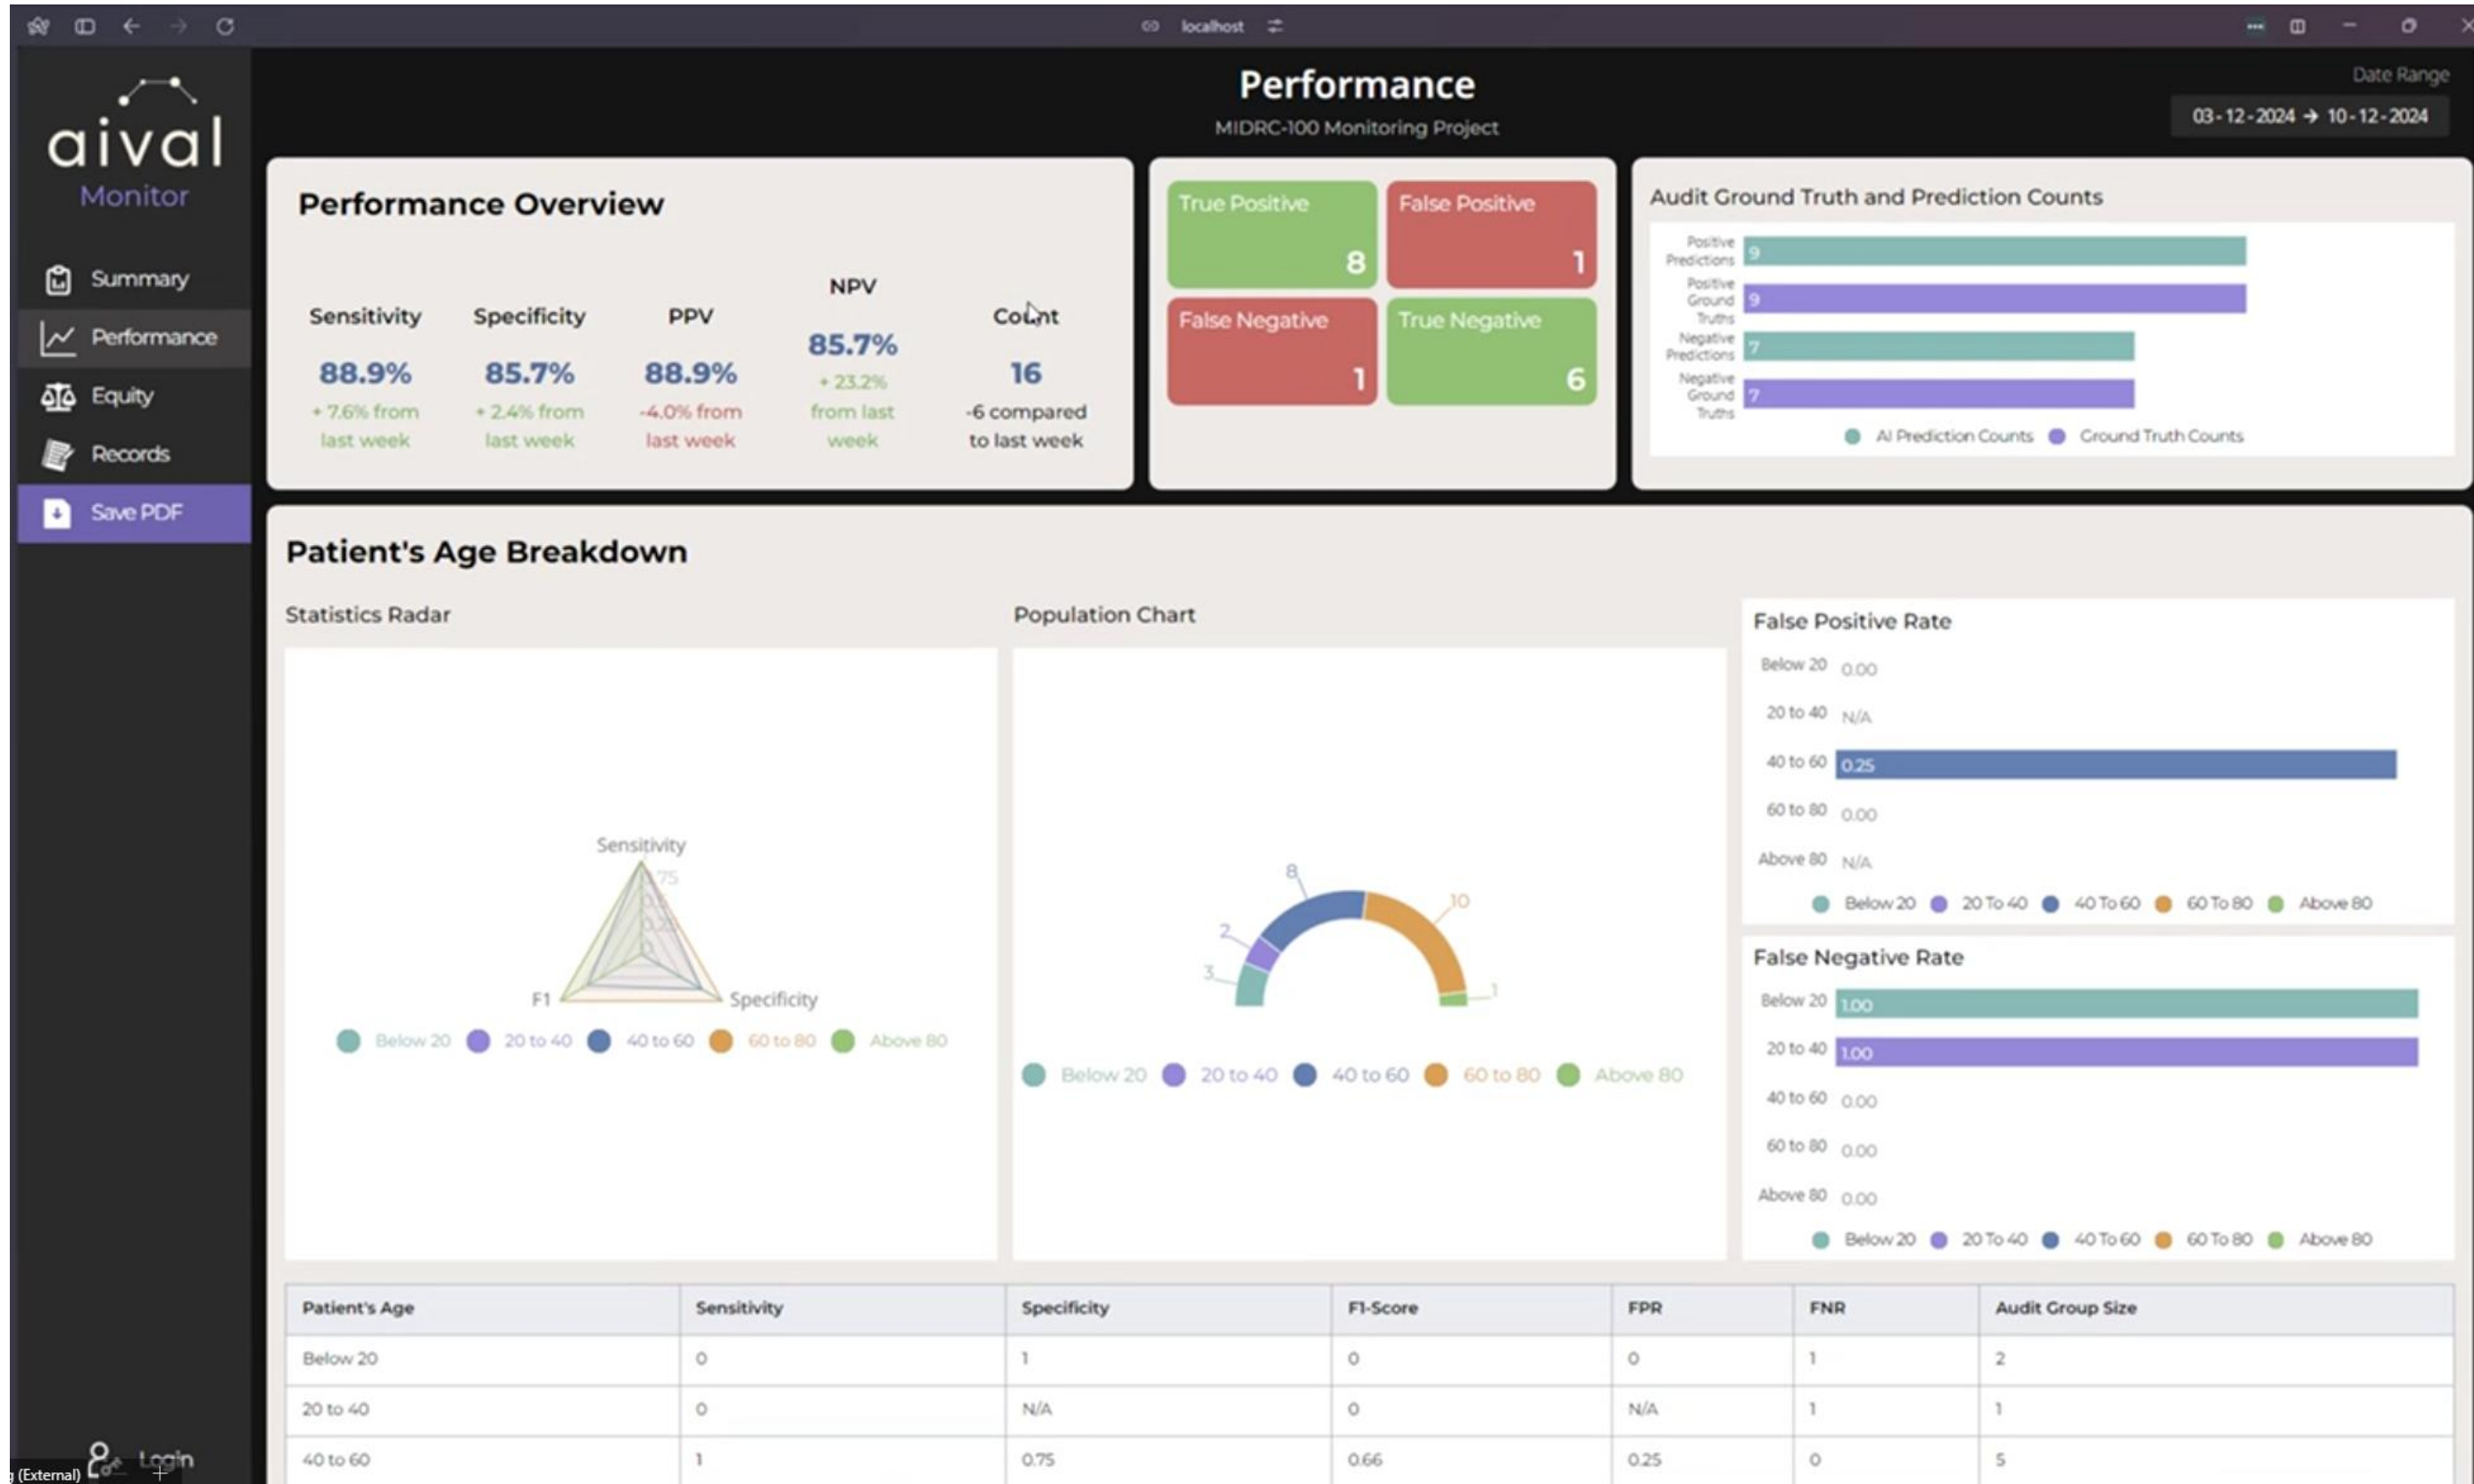 localhost
aival
Monitor
Summary
Performance
Equity
Records
Save PDF
Login
(External)
Performance
MIDRC-100 Monitoring Project
Date Range
03-12-2024 → 10-12-2024
Performance Overview
Sensitivity
88.9%
+ 7.6% from
last week
Specificity
85.7%
+ 2.4% from
last week
PPV
88.9%
-4.0% from
last week
NPV
85.7%
+ 23.2%
from last
week
Count
16
-6 compared
to last week
True Positive
8
False Positive
1
False Negative
1
True Negative
6
Audit Ground Truth and Prediction Counts
Positive
Predictions
9
Positive
Ground
Truths
9
Negative
Predictions
7
Negative
Ground
Truths
7
AI Prediction Counts Ground Truth Counts
Patient's Age Breakdown
Statistics Radar
Sensitivity
F1
Specificity
Below 20 20 to 40 40 to 60 60 to 80 Above 80
Population Chart
3
2
8
10
1
Below 20 20 to 40 40 to 60 60 to 80 Above 80
False Positive Rate
Below 20 0.00
20 to 40 N/A
40 to 60 0.25
60 to 80 0.00
Above 80 N/A
Below 20 20 To 40 40 To 60 60 To 80 Above 80
False Negative Rate
Below 20 1.00
20 to 40 1.00
40 to 60 0.00
60 to 80 0.00
Above 80 0.00
Below 20 20 To 40 40 To 60 60 To 80 Above 80
Patient's Age Sensitivity Specificity F1-Score FPR FNR Audit Group Size
Below 20 0 1 0 0 1 2
20 to 40 0 N/A 0 N/A 1 1
40 to 60 1 0.75 0.66 0.25 0 5